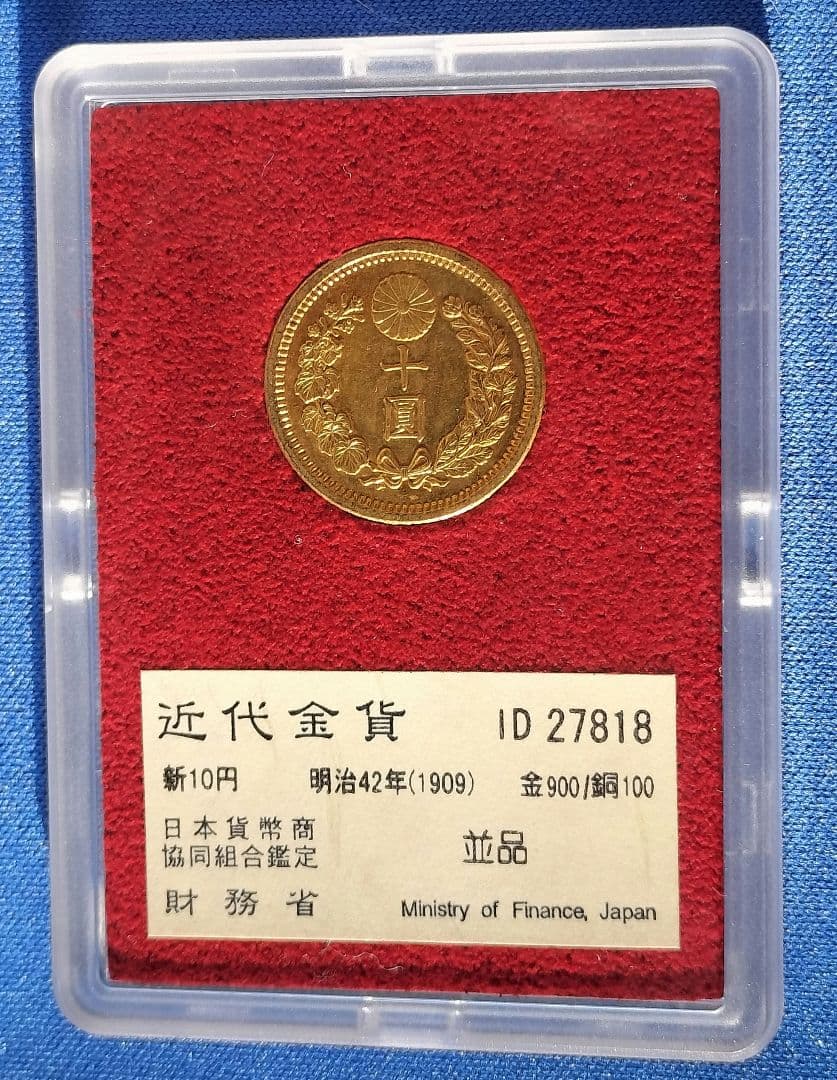 十
圓
近代金貨 ID 27818
新10円 明治42年(1909) 金900/銅100
日本貨幣商
協同組合鑑定 並品
財務省 Ministry of Finance, Japan